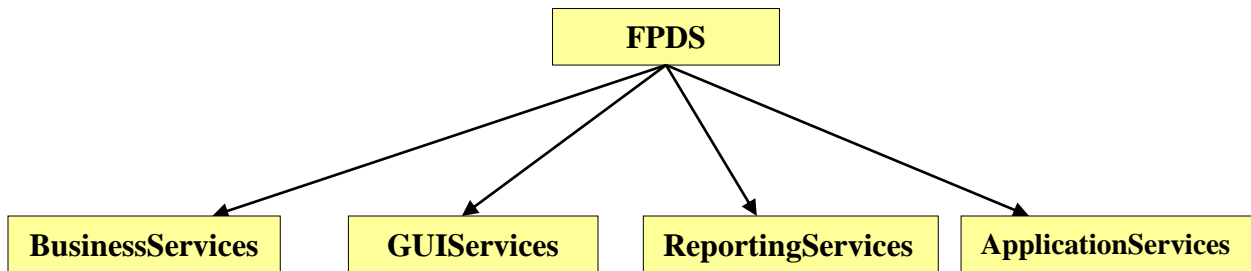 FPDS
BusinessServices
GUIServices
ReportingServices
ApplicationServices